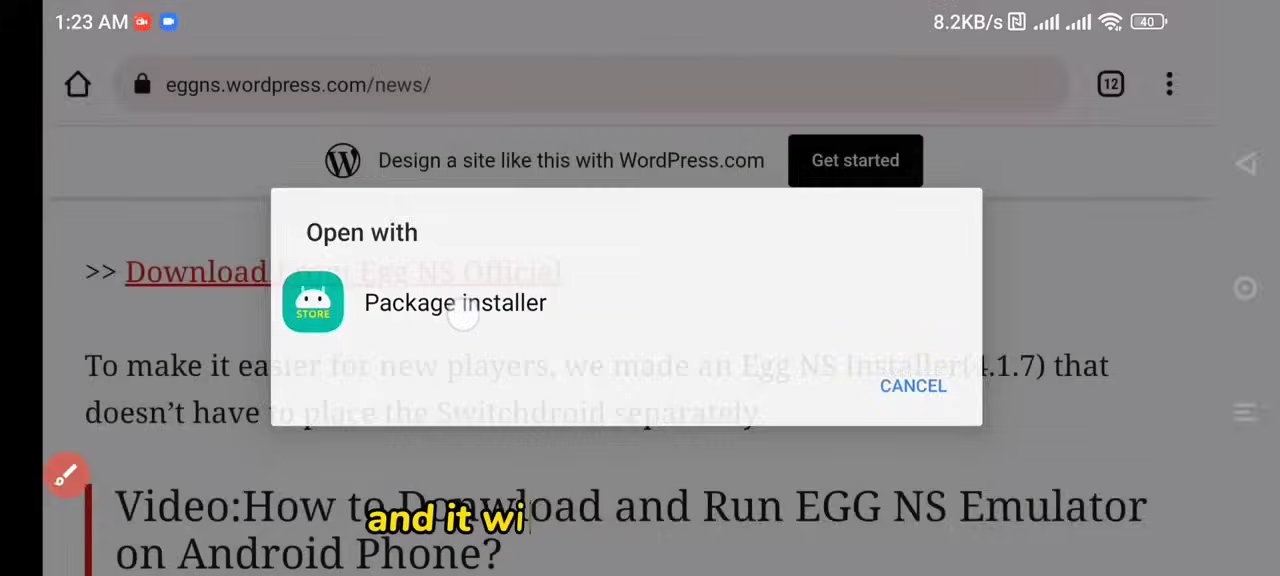 1:23 AM
8.2KB/s
40
eggns.wordpress.com/news/
12
Design a site like this with WordPress.com
Get started
Open with
>> Download from Egg NS Official
STORE
Package installer
To make it easier for new players, we made an Egg NS Installer(4.1.7) that
CANCEL
doesn't have to place the Switchdroid separately.
Video:How to Donwload and Run EGG NS Emulator
and it wi
on Android Phone?